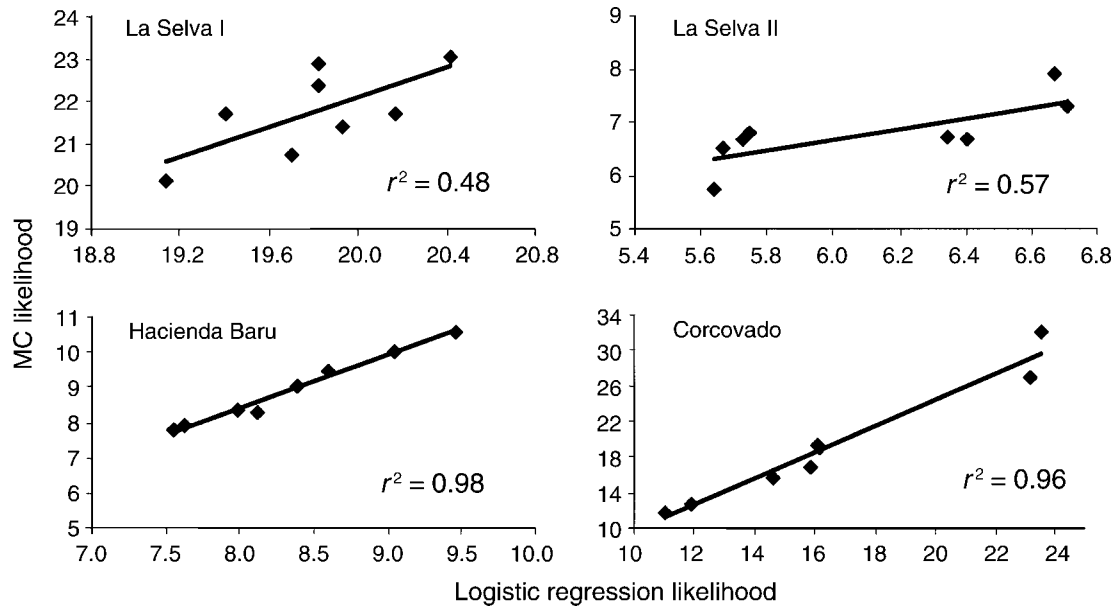 La Selva I
24
23
22
21
20
19
18.8 19.2 19.6 20.0 20.4 20.8
r² = 0.48
La Selva II
9
8
7
6
5
5.4 5.6 5.8 6.0 6.2 6.4 6.6 6.8
r² = 0.57
MC likelihood
Hacienda Baru
11
10
9
8
7
6
5
7.0 7.5 8.0 8.5 9.0 9.5 10.0
r² = 0.98
Corcovado
34
30
26
22
18
14
10
10 12 14 16 18 20 22 24
r² = 0.96
Logistic regression likelihood